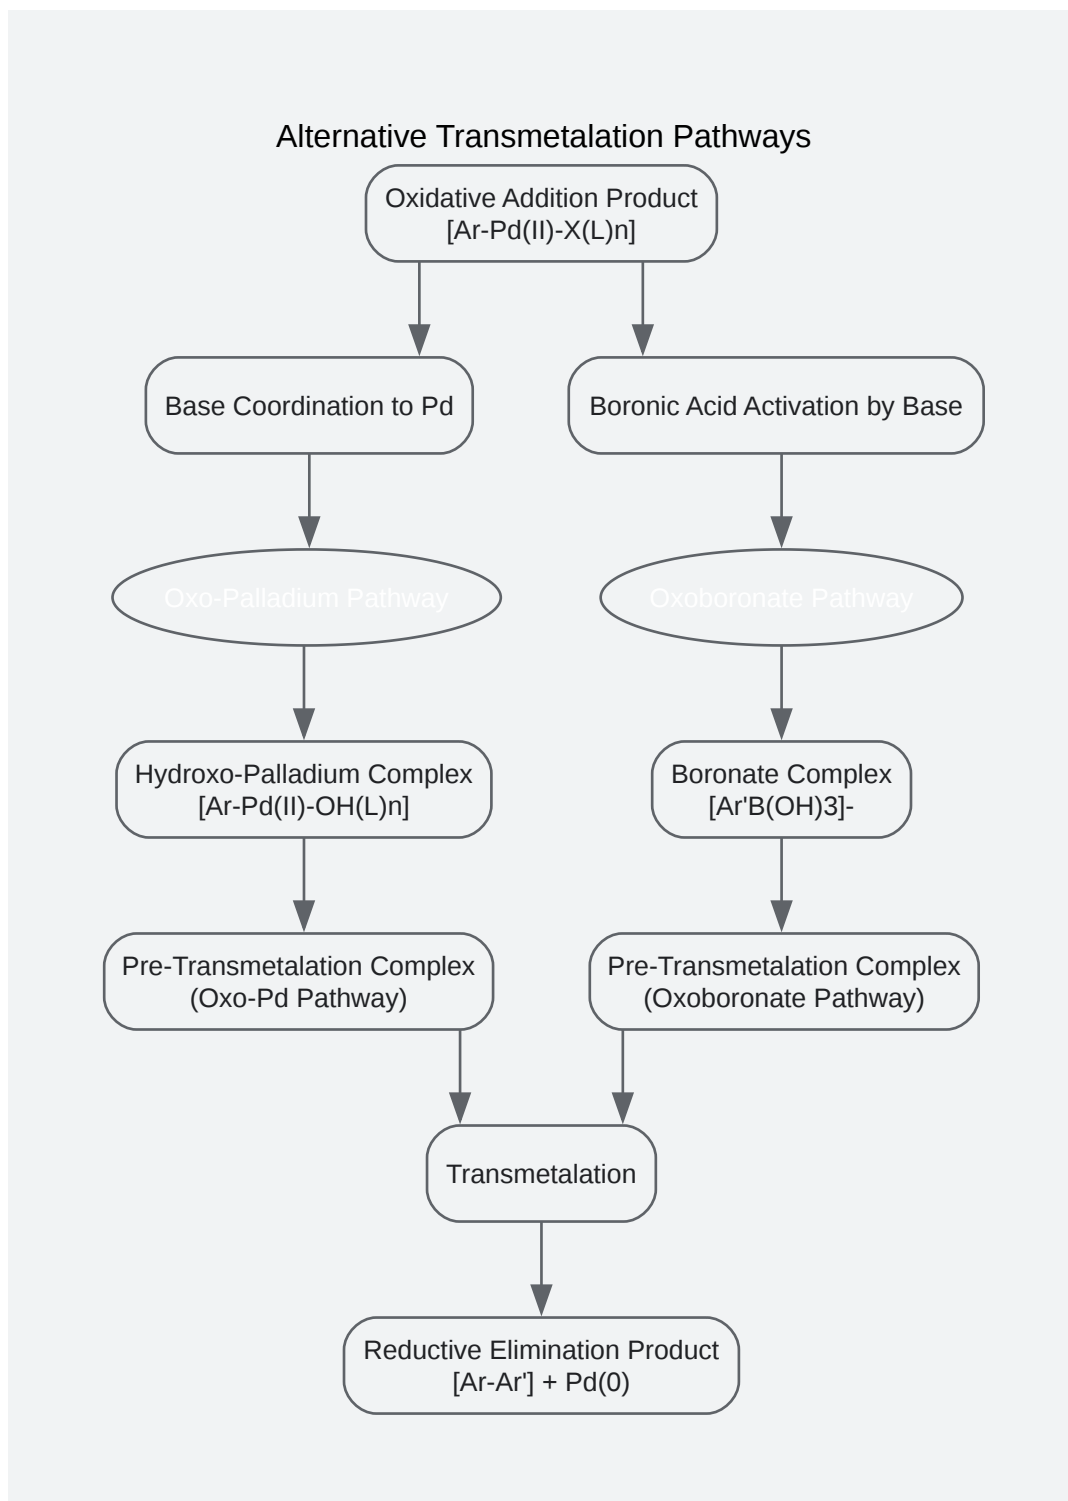 Alternative Transmetalation Pathways
Oxidative Addition Product
[Ar-Pd(II)-X(L)n]
Base Coordination to Pd
Boronic Acid Activation by Base
Oxo-Palladium Pathway
Oxoboronate Pathway
Hydroxo-Palladium Complex
[Ar-Pd(II)-OH(L)n]
Boronate Complex
[Ar'B(OH)3]-
Pre-Transmetalation Complex
(Oxo-Pd Pathway)
Pre-Transmetalation Complex
(Oxoboronate Pathway)
Transmetalation
Reductive Elimination Product
[Ar-Ar'] + Pd(0)